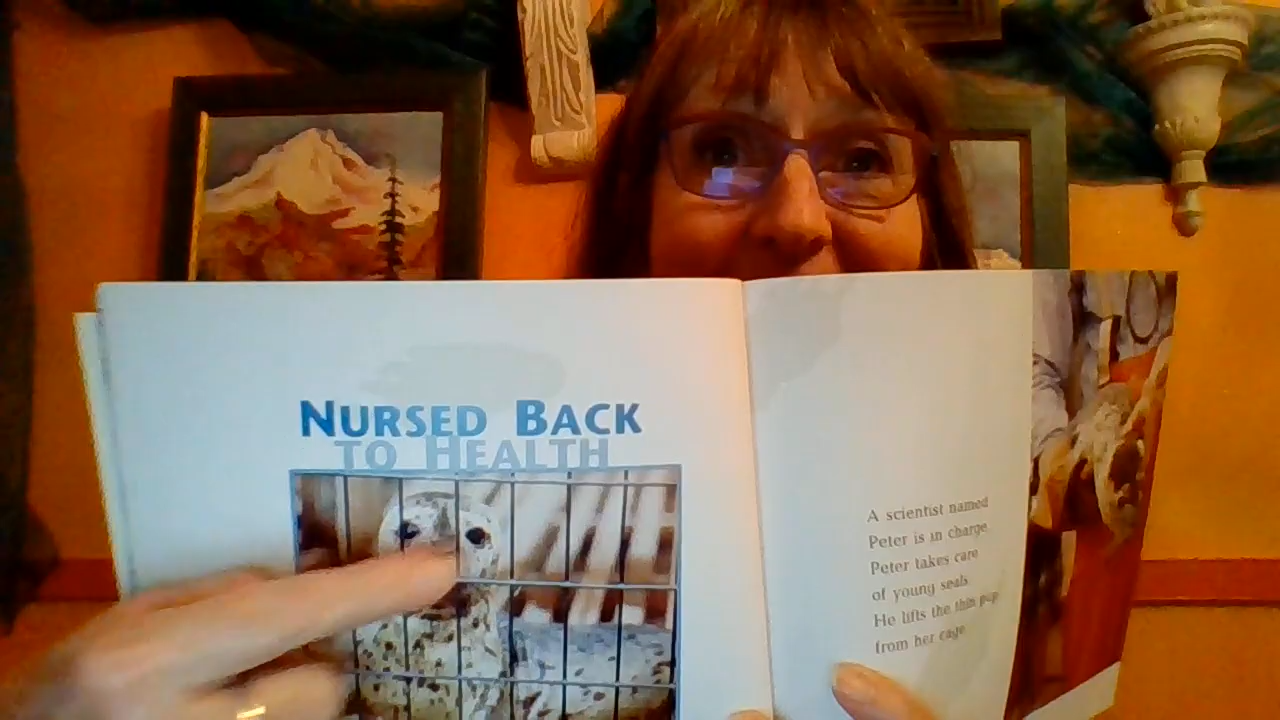 NURSED BACK
TO HEALTH
A scientist named
Peter is in charge.
Peter takes care
of young seals.
He lifts the thin pup
from her cage.